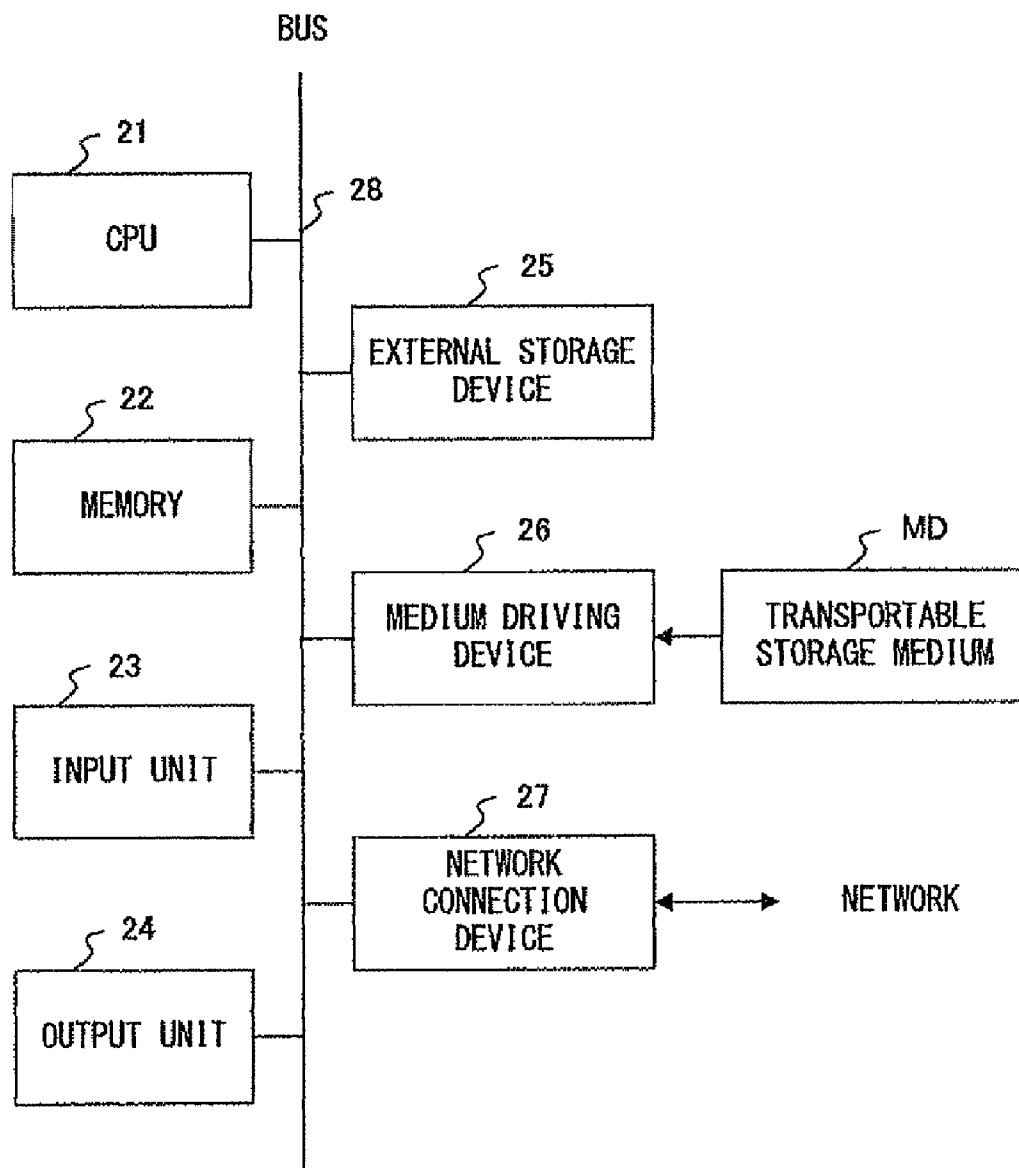 BUS
21
CPU
28
25
EXTERNAL STORAGE
DEVICE
22
MEMORY
26
MEDIUM DRIVING
DEVICE
MD
TRANSPORTABLE
STORAGE MEDIUM
23
INPUT UNIT
27
NETWORK
CONNECTION
DEVICE
NETWORK
24
OUTPUT UNIT